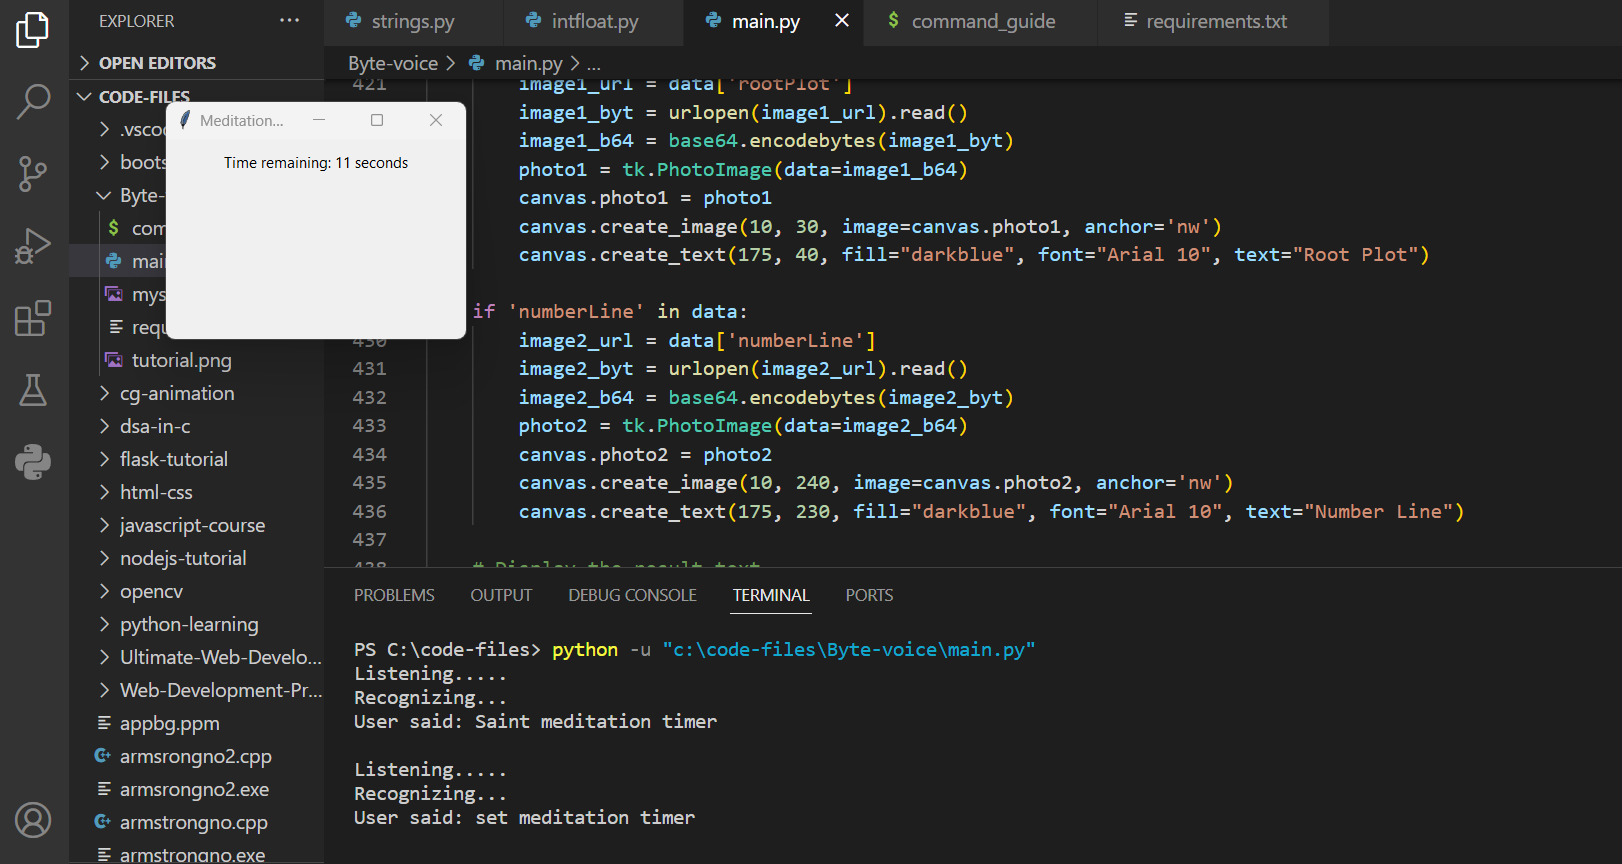 EXPLORER
...
OPEN EDITORS
CODE-FILES
.vscod
boots
Byte-
$ com
mai
mys
requ
tutorial.png
cg-animation
dsa-in-c
flask-tutorial
html-css
javascript-course
nodejs-tutorial
opencv
python-learning
Ultimate-Web-Develo...
Web-Development-Pr...
appbg.ppm
armsrongno2.cpp
armsrongno2.exe
armstrongno.cpp
armstrongno.exe
Meditation...
Time remaining: 11 seconds
strings.py
intfloat.py
main.py
$ command_guide
requirements.txt
Byte-voice > main.py > ...
421 image1_url = data['rootPlot']
image1_byt = urlopen(image1_url).read()
image1_b64 = base64.encodebytes(image1_byt)
photo1 = tk.PhotoImage(data=image1_b64)
canvas.photo1 = photo1
canvas.create_image(10, 30, image=canvas.photo1, anchor='nw')
canvas.create_text(175, 40, fill="darkblue", font="Arial 10", text="Root Plot")
if 'numberLine' in data:
430 image2_url = data['numberLine']
431 image2_byt = urlopen(image2_url).read()
432 image2_b64 = base64.encodebytes(image2_byt)
433 photo2 = tk.PhotoImage(data=image2_b64)
434 canvas.photo2 = photo2
435 canvas.create_image(10, 240, image=canvas.photo2, anchor='nw')
436 canvas.create_text(175, 230, fill="darkblue", font="Arial 10", text="Number Line")
437
438 # Display the result text
PROBLEMS OUTPUT DEBUG CONSOLE TERMINAL PORTS
PS C:\code-files> python -u "c:\code-files\Byte-voice\main.py"
Listening.....
Recognizing...
User said: Saint meditation timer
Listening.....
Recognizing...
User said: set meditation timer